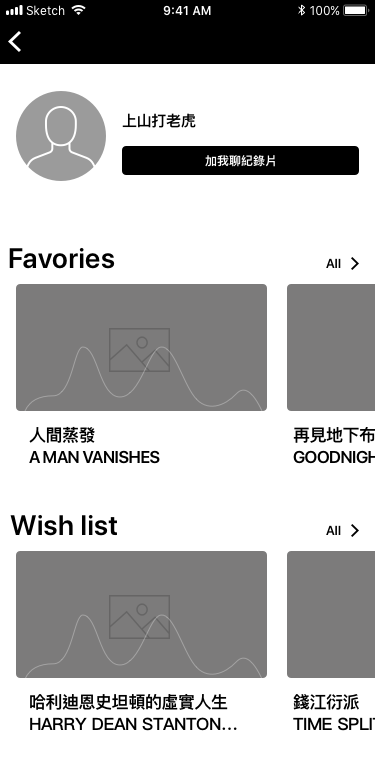 Sketch 9:41 AM 100%
上山打老虎
加我聊紀錄片
Favories All
人間蒸發
A MAN VANISHES
再見地下布
GOODNIGH
Wish list All
哈利迪恩史坦頓的虛實人生
HARRY DEAN STANTON...
錢江衍派
TIME SPLIT